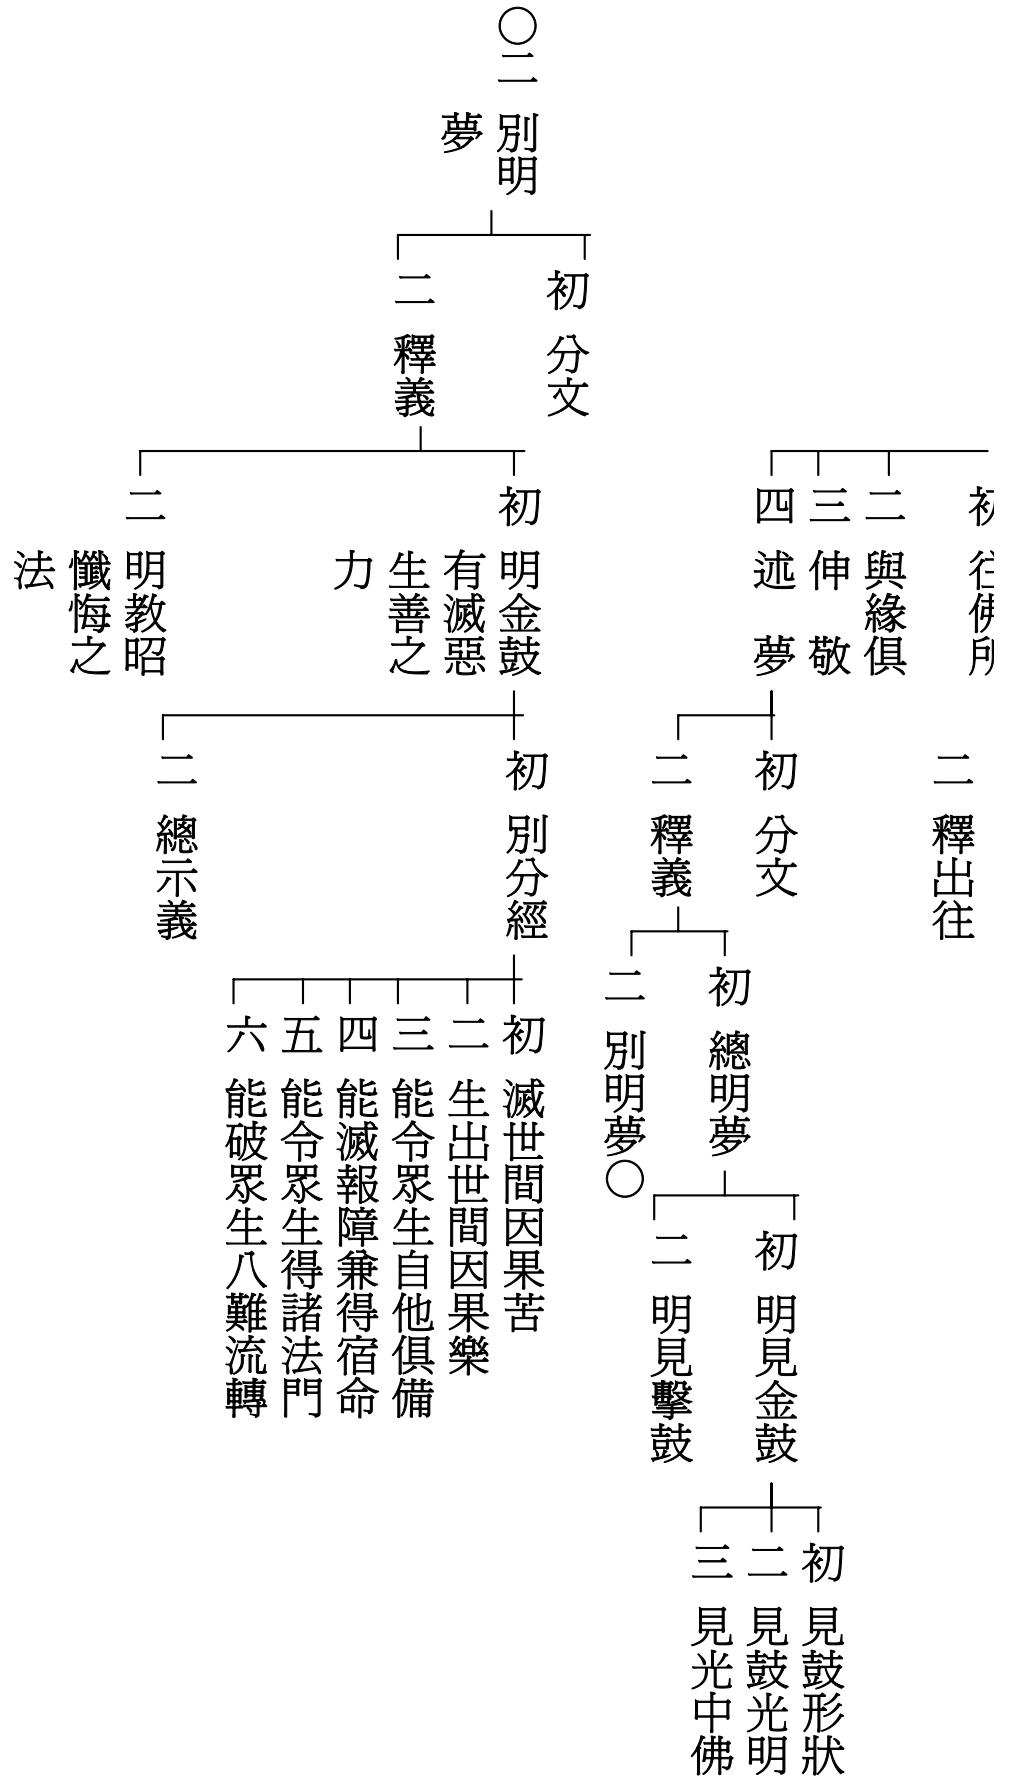 初 往佛所
二 與緣俱
三 伸敬
四 述夢
二 釋出往
初 分文
二 釋義
初 總明夢
二 別明夢○
初 明見金鼓
二 明見擊鼓
初 見鼓形狀
二 見鼓光明
三 見光中佛
○二 別明
夢
初 分文
二 釋義
初 明金鼓
有滅惡
生善之
力
二 明教昭
懺悔之
法
初 別分經
二 總示義
初 滅世間因果苦
二 生出世間因果樂
三 能令眾生自他俱備
四 能滅報障兼得宿命
五 能令眾生得諸法門
六 能破眾生八難流轉